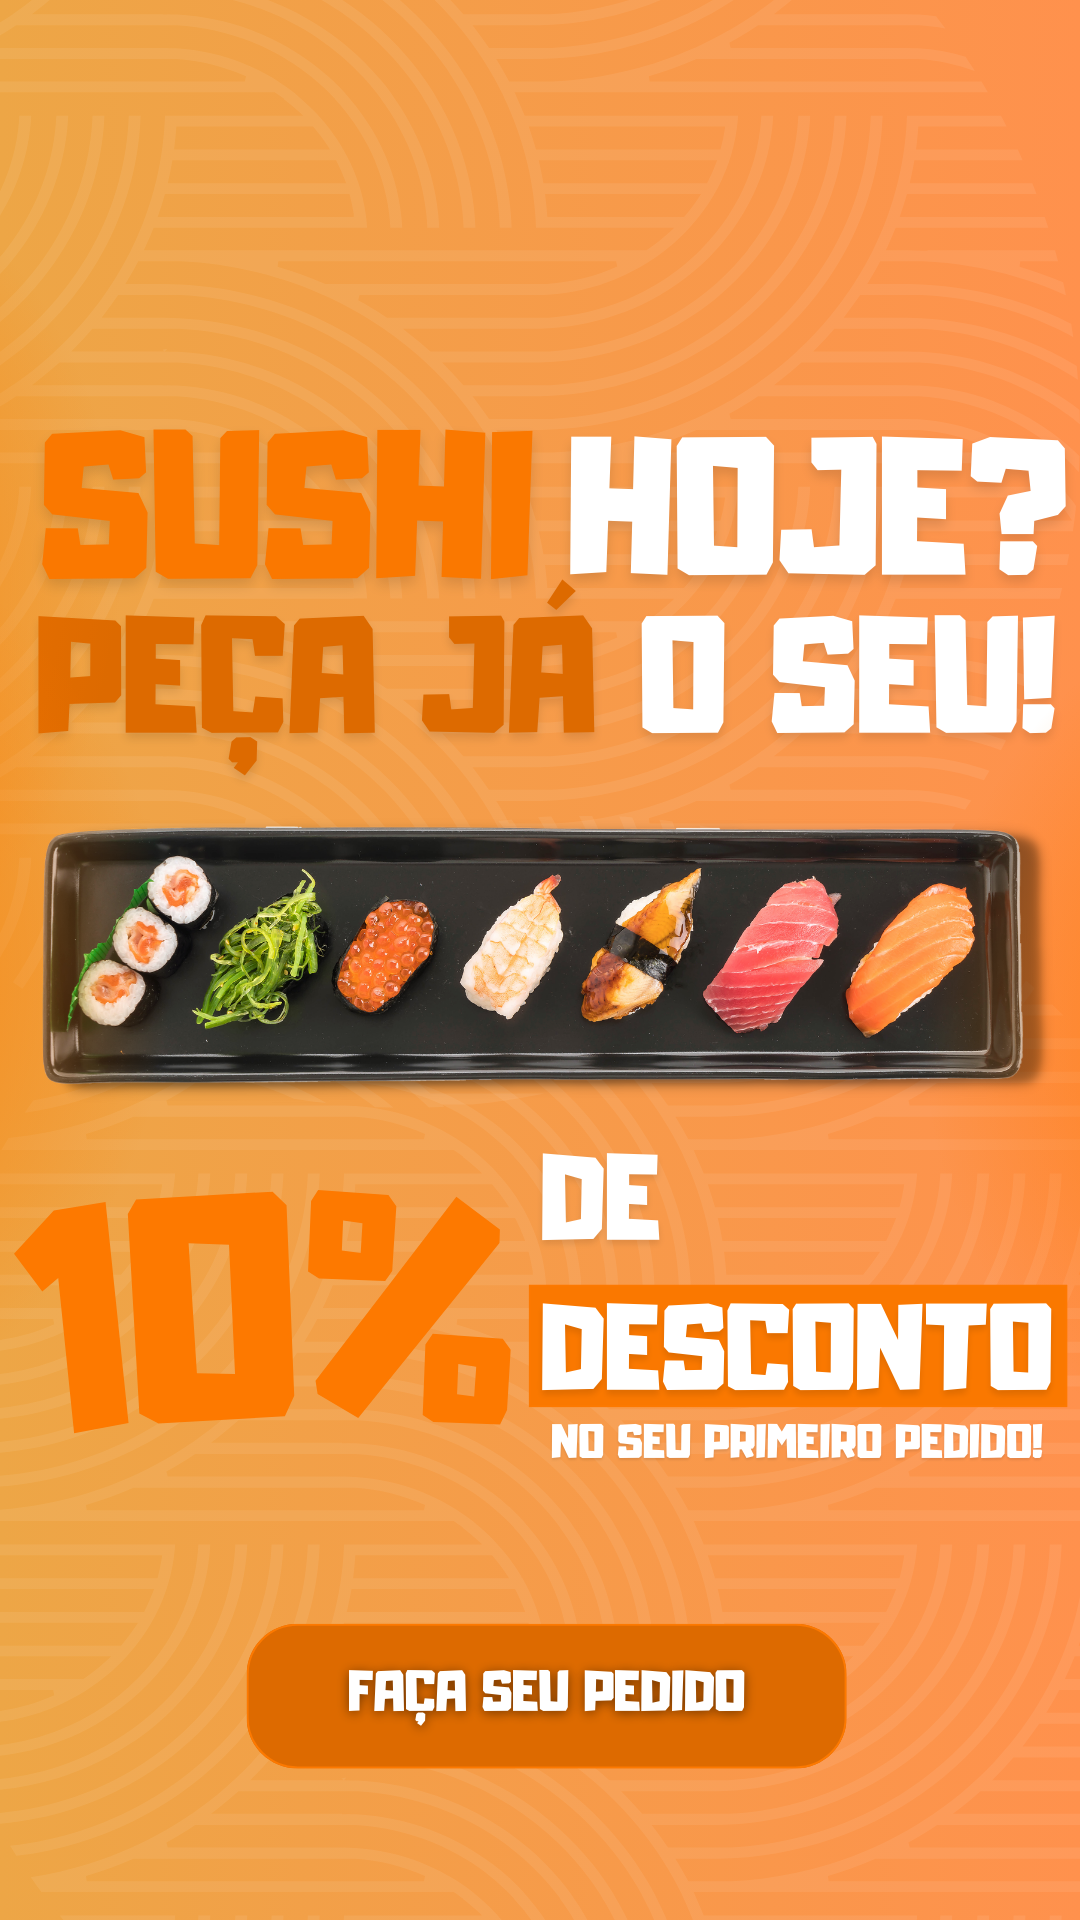 SUSHI HOJE?
PEÇA JÁ O SEU!
10% DE
DESCONTO
NO SEU PRIMEIRO PEDIDO!
FAÇA SEU PEDIDO